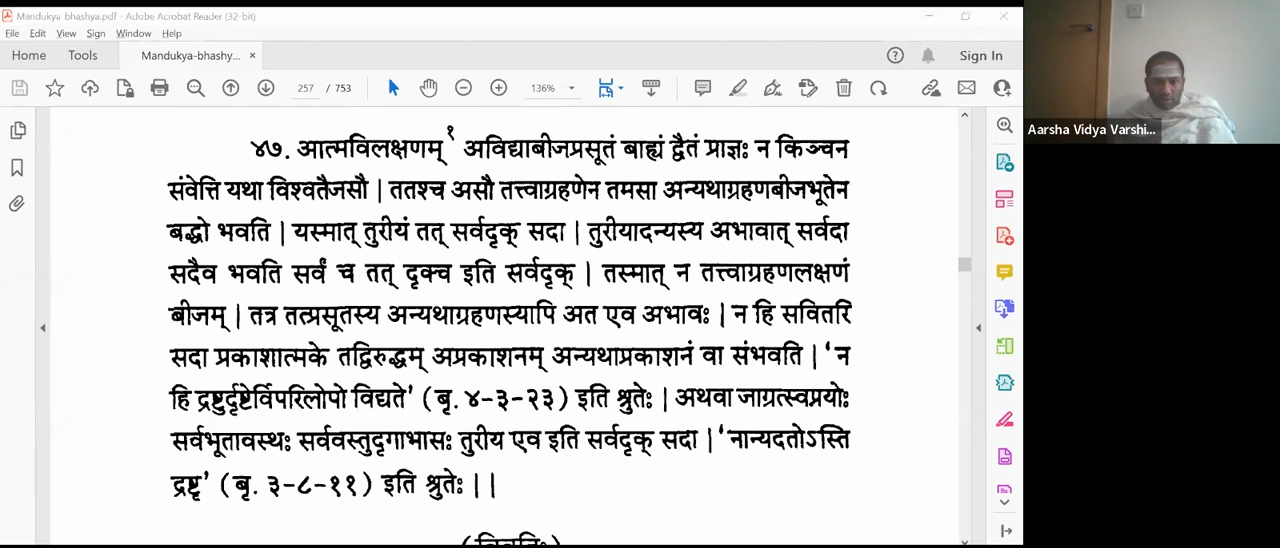 Mandukya bhashya.pdf - Adobe Acrobat Reader (32-bit)
File Edit View Sign Window Help
Home Tools Mandukya-bhashy... × Sign In
257 / 753 136%
४७. आत्मविलक्षणम्१ अविद्याबीजप्रसूतं बाह्यं द्वैतं प्राज्ञः न किञ्चन
संवेत्ति यथा विश्वतैजसौ | ततश्च असौ तत्त्वाग्रहणेन तमसा अन्यथाग्रहणबीजभूतेन
बद्धो भवति | यस्मात् तुरीयं तत् सर्वदृक् सदा | तुरीयादन्यस्य अभावात् सर्वदा
सदैव भवति सर्वं च तत् दृक्च इति सर्वदृक् | तस्मात् न तत्त्वाग्रहणलक्षणं
बीजम् | तत्र तत्प्रसूतस्य अन्यथाग्रहणस्यापि अत एव अभावः | न हि सवितरि
सदा प्रकाशात्मके तद्विरुद्धम् अप्रकाशनम् अन्यथाप्रकाशनं वा संभवति | ‘न
हि द्रष्टुर्दृष्टेर्विपरिलोपो विद्यते’ (बृ. ४-३-२३) इति श्रुतेः | अथवा जाग्रत्स्वप्नयोः
सर्वभूतावस्थः सर्ववस्तुदृगाभासः तुरीय एव इति सर्वदृक् सदा | ‘नान्यदतोऽस्ति
द्रष्टृ’ (बृ. ३-८-११) इति श्रुतेः ||
Aarsha Vidya Varshi...